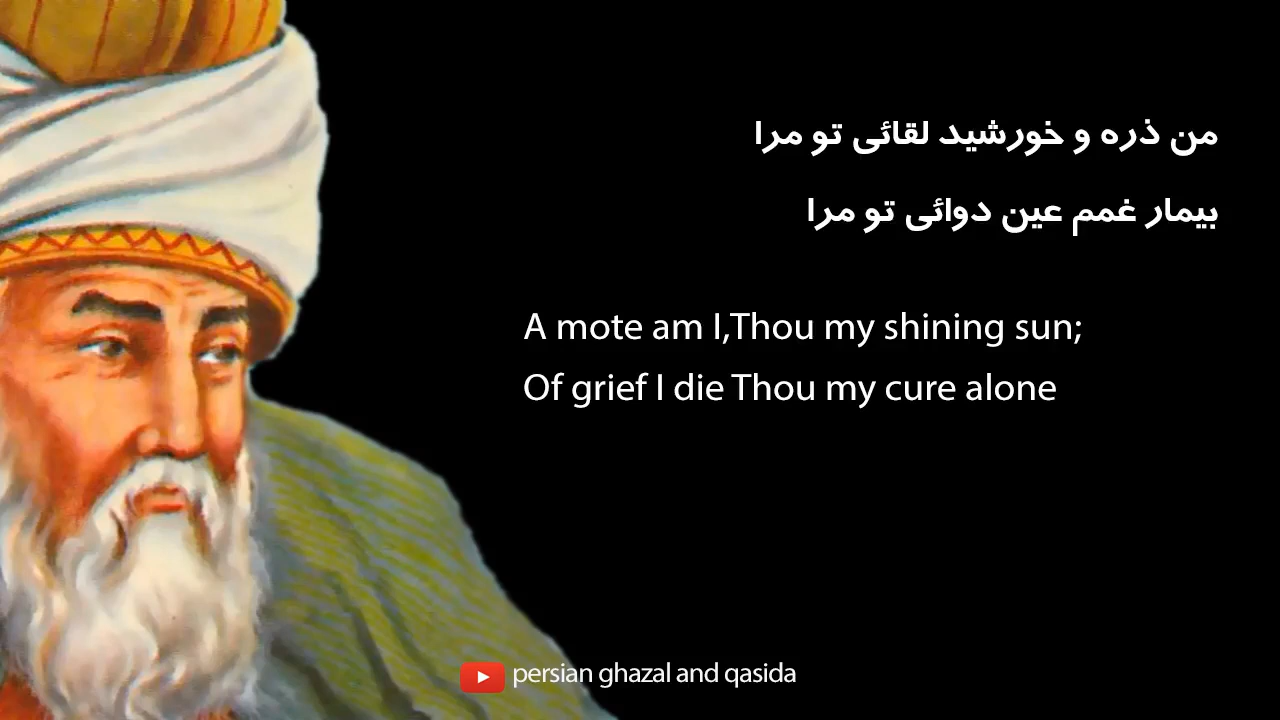 من ذره و خورشید لقائی تو مرا
بیمار غمم عین دوائی تو مرا
A mote am I,Thou my shining sun;
Of grief I die Thou my cure alone
persian ghazal and qasida